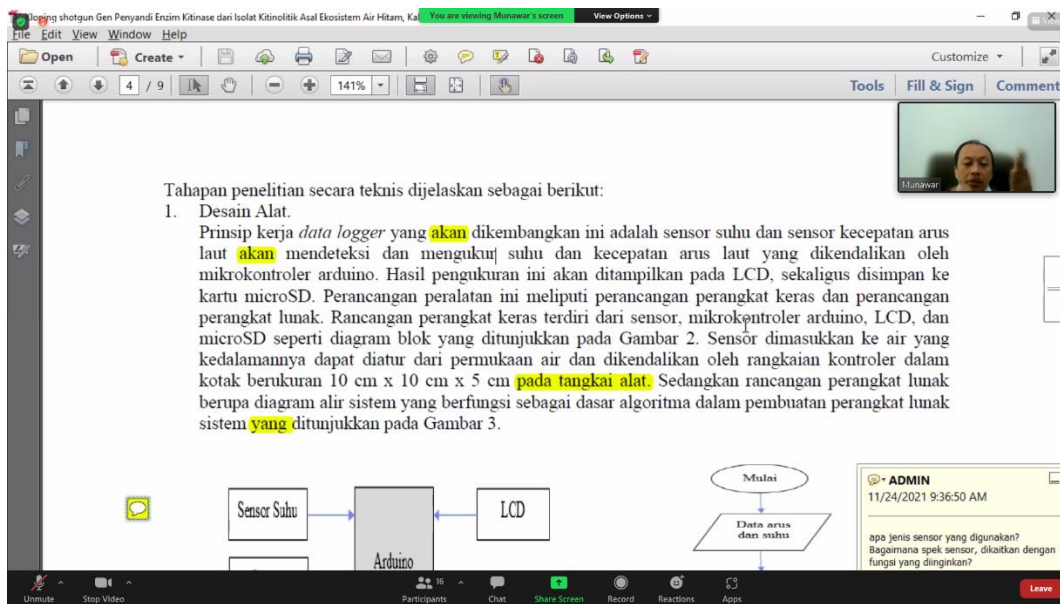 Kloping shotgun Gen Penyandi Enzim Kitinase dari Isolat Kitinolitik Asal Ekosistem Air Hitam, Ka
You are viewing Munawar's screen
View Options
File Edit View Window Help
Open
Create
Customize
4 / 9
141%
Tools
Fill & Sign
Comment
Munawar
Tahapan penelitian secara teknis dijelaskan sebagai berikut:
1. Desain Alat.
Prinsip kerja data logger yang akan dikembangkan ini adalah sensor suhu dan sensor kecepatan arus
laut akan mendeteksi dan mengukur suhu dan kecepatan arus laut yang dikendalikan oleh
mikrokontroler arduino. Hasil pengukuran ini akan ditampilkan pada LCD, sekaligus disimpan ke
kartu microSD. Perancangan peralatan ini meliputi perancangan perangkat keras dan perancangan
perangkat lunak. Rancangan perangkat keras terdiri dari sensor, mikrokontroler arduino, LCD, dan
microSD seperti diagram blok yang ditunjukkan pada Gambar 2. Sensor dimasukkan ke air yang
kedalamannya dapat diatur dari permukaan air dan dikendalikan oleh rangkaian kontroler dalam
kotak berukuran 10 cm x 10 cm x 5 cm pada tangkai alat. Sedangkan rancangan perangkat lunak
berupa diagram alir sistem yang berfungsi sebagai dasar algoritma dalam pembuatan perangkat lunak
sistem yang ditunjukkan pada Gambar 3.
Sensor Suhu
LCD
Arduino
Mulai
Data arus
dan suhu
ADMIN
11/24/2021 9:36:50 AM
apa jenis sensor yang digunakan?
Bagaimana spek sensor, dikaitkan dengan
fungsi yang diinginkan?
Unmute
Stop Video
16
Participants
Chat
Share Screen
Record
Reactions
Apps
Leave